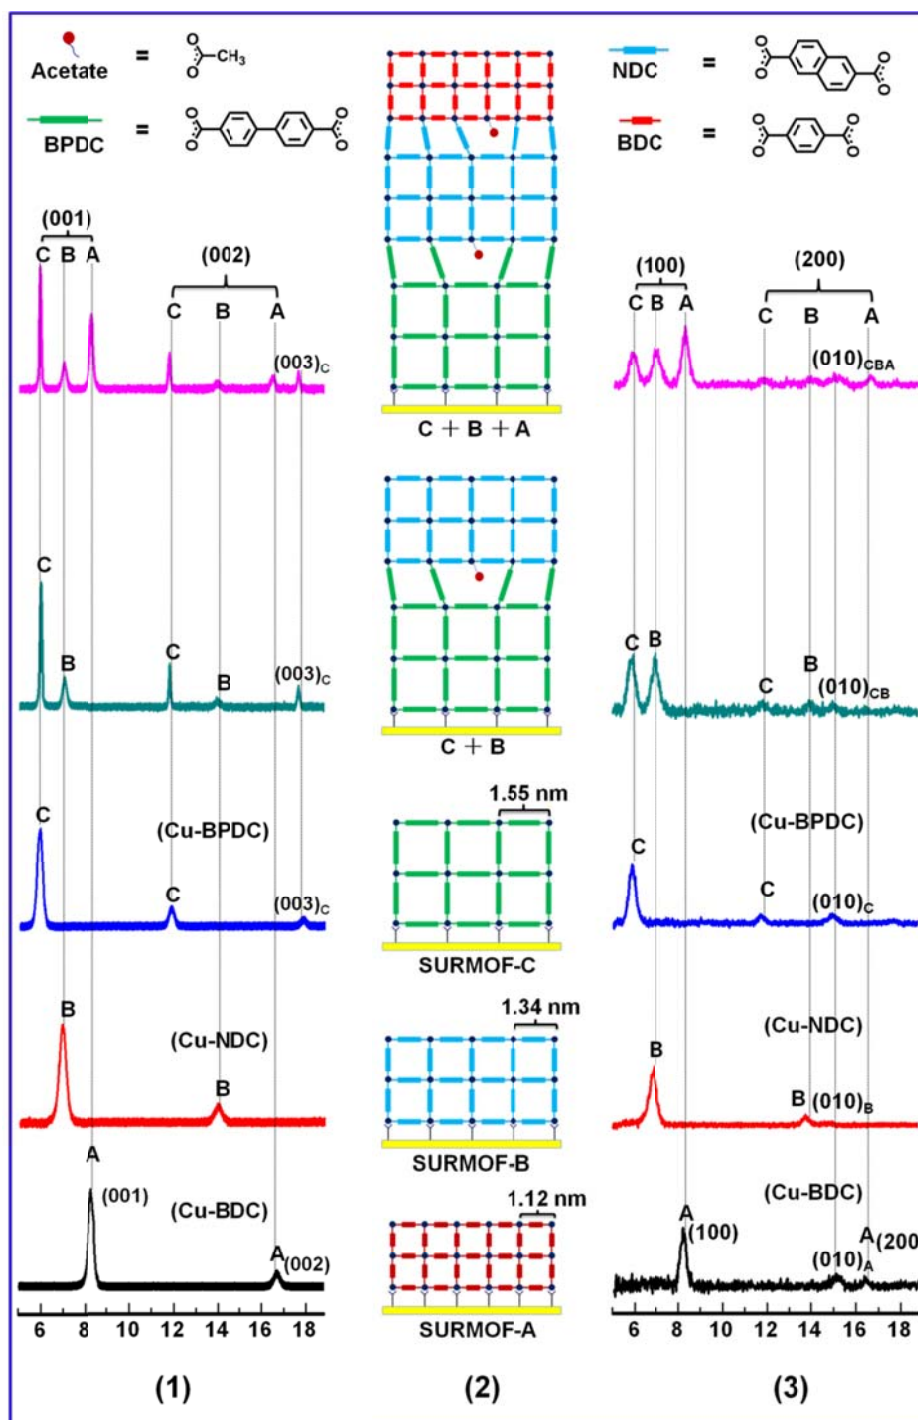 Acetate
=
O
O
CH₃
BPDC
=
O
O
O
O
NDC
=
O
O
O
O
BDC
=
O
O
O
O
(001)
C B A
(002)
C B A
(003)C
C
B
C
B
(003)C
C
(Cu-BPDC)
C
(003)C
B
(Cu-NDC)
B
A
(001)
(Cu-BDC)
A
(002)
6 8 10 12 14 16 18
(1)
C + B + A
C + B
1.55 nm
SURMOF-C
1.34 nm
SURMOF-B
1.12 nm
SURMOF-A
(2)
(100)
C B A
(200)
C B A
(010)CBA
C B
C
B
(010)CB
(Cu-BPDC)
C
C
(010)C
(Cu-NDC)
B
B (010)B
(Cu-BDC)
A
(100)
A
(200)
(010)A
6 8 10 12 14 16 18
(3)